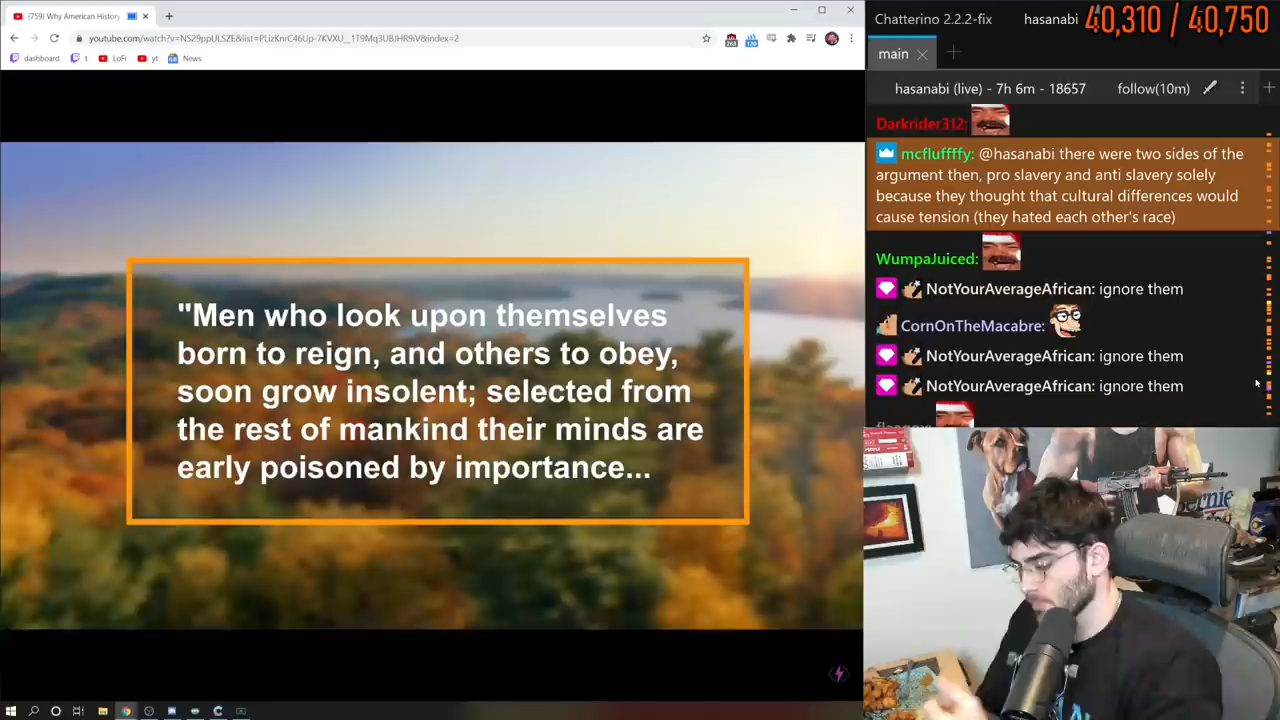 (759) Why American History
youtube.com/watch?v=NS29ppULSZE&list=PLizKnrC46Up-7KVXU__1T9Mq3UBJHR9iV&index=2
dashboard
t
LoFi
yt
News
"Men who look upon themselves
born to reign, and others to obey,
soon grow insolent; selected from
the rest of mankind their minds are
early poisoned by importance...
Chatterino 2.2.2-fix
hasanabi
40,310 / 40,750
main
hasanabi (live) - 7h 6m - 18657
follow(10m)
Darkrider312:
mcfluffffy: @hasanabi there were two sides of the
argument then, pro slavery and anti slavery solely
because they thought that cultural differences would
cause tension (they hated each other's race)
WumpaJuiced:
NotYourAverageAfrican: ignore them
CornOnTheMacabre:
NotYourAverageAfrican: ignore them
NotYourAverageAfrican: ignore them